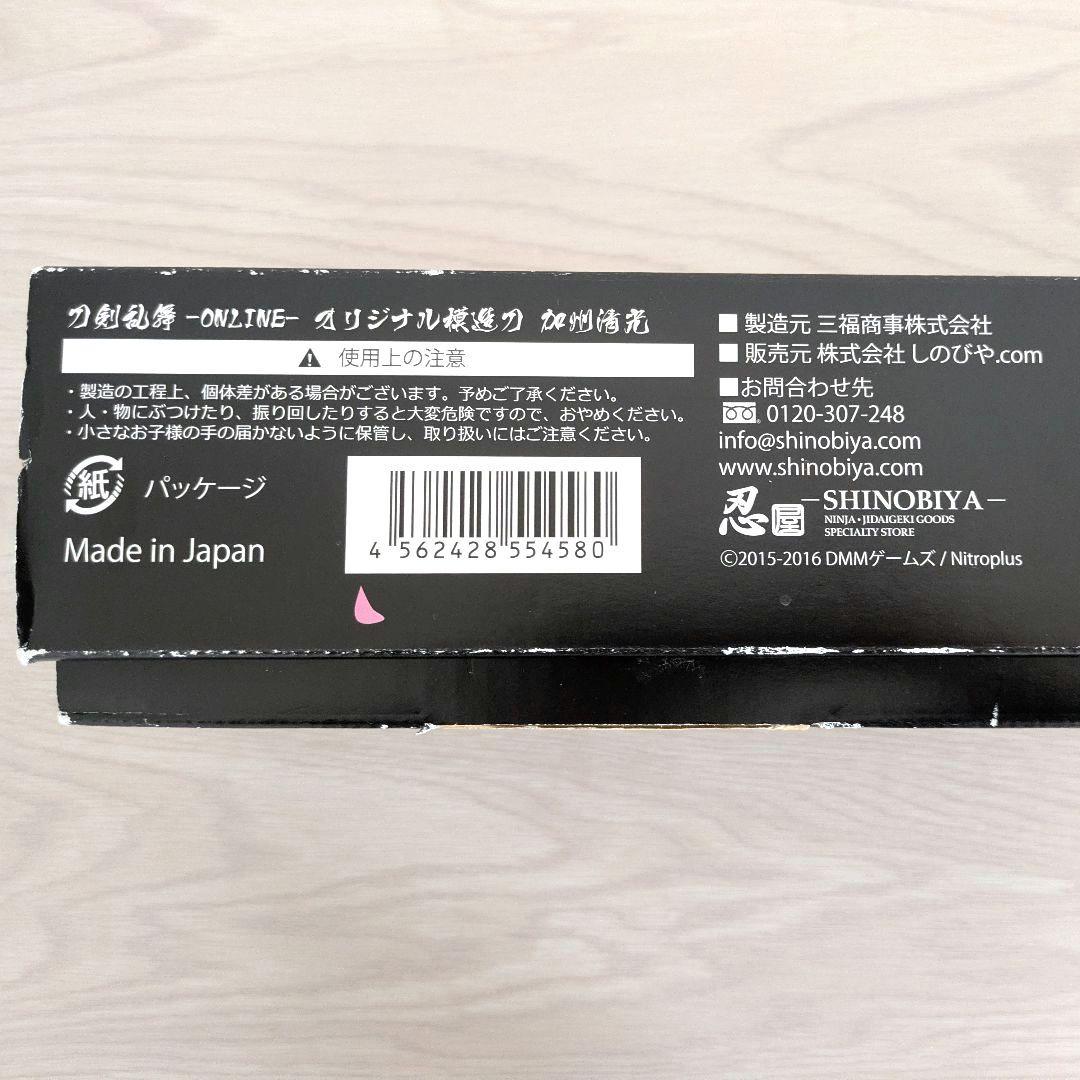 刀剣乱舞 -ONLINE- オリジナル模造刀 加州清光
使用上の注意
・製造の工程上、個体差がある場合がございます。予めご了承ください。
・人・物にぶつけたり、振り回したりすると大変危険ですので、おやめください。
・小さなお子様の手の届かないように保管し、取り扱いにはご注意ください。
紙 パッケージ
Made in Japan
4 562428 554580
■ 製造元 三福商事株式会社
■ 販売元 株式会社 しのびや.com
■お問合わせ先
0120-307-248
info@shinobiya.com
www.shinobiya.com
忍屋 -SHINOBIYA-
NINJA・JIDAIGEKI GOODS
SPECIALTY STORE
©2015-2016 DMMゲームズ / Nitroplus